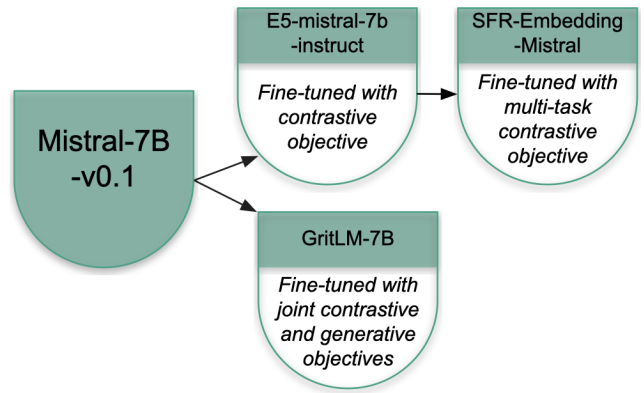 Mistral-7B
-v0.1
E5-mistral-7b
-instruct
Fine-tuned with
contrastive
objective
SFR-Embedding
-Mistral
Fine-tuned with
multi-task
contrastive
objective
GritLM-7B
Fine-tuned with
joint contrastive
and generative
objectives